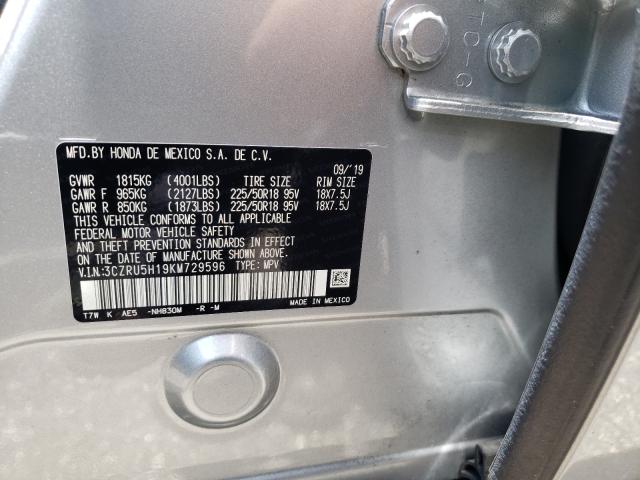 TD-G
MFD.BY HONDA DE MEXICO S.A. DE C.V.
09/'19
GVWR 1815KG (4001LBS) TIRE SIZE RIM SIZE
GAWR F 965KG (2127LBS) 225/50R18 95V 18X7.5J
GAWR R 850KG (1873LBS) 225/50R18 95V 18X7.5J
THIS VEHICLE CONFORMS TO ALL APPLICABLE
FEDERAL MOTOR VEHICLE SAFETY
AND THEFT PREVENTION STANDARDS IN EFFECT
ON THE DATE OF MANUFACTURE SHOWN ABOVE.
V.I.N:3CZRU5H19KM729596 TYPE: MPV
MADE IN MEXICO
T7W K AE5 -NH830M -R -M